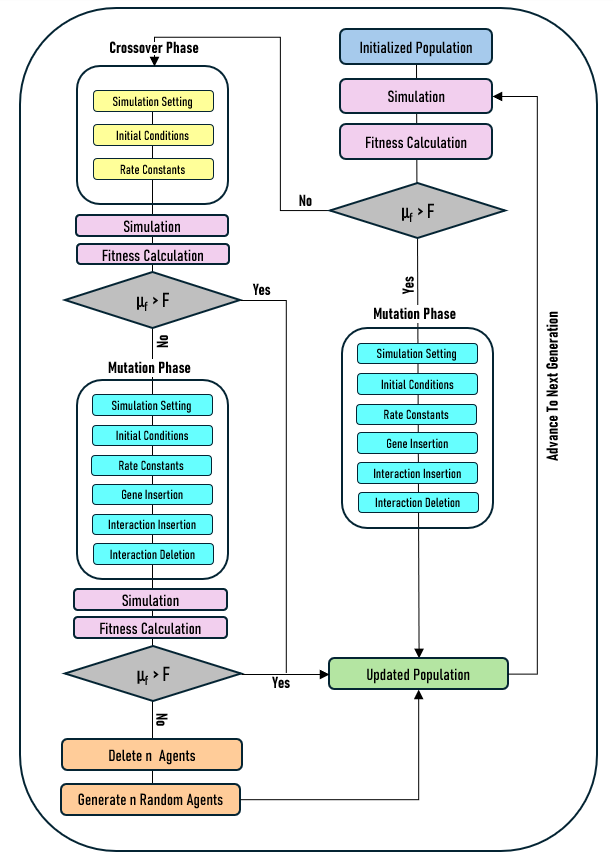 Initialized Population
Simulation
Fitness Calculation
μf > F
No
Yes
Crossover Phase
Simulation Setting
Initial Conditions
Rate Constants
Simulation
Fitness Calculation
μf > F
Yes
No
Mutation Phase
Simulation Setting
Initial Conditions
Rate Constants
Gene Insertion
Interaction Insertion
Interaction Deletion
Simulation
Fitness Calculation
μf > F
Yes
No
Delete n Agents
Generate n Random Agents
Mutation Phase
Simulation Setting
Initial Conditions
Rate Constants
Gene Insertion
Interaction Insertion
Interaction Deletion
Updated Population
Advance To Next Generation